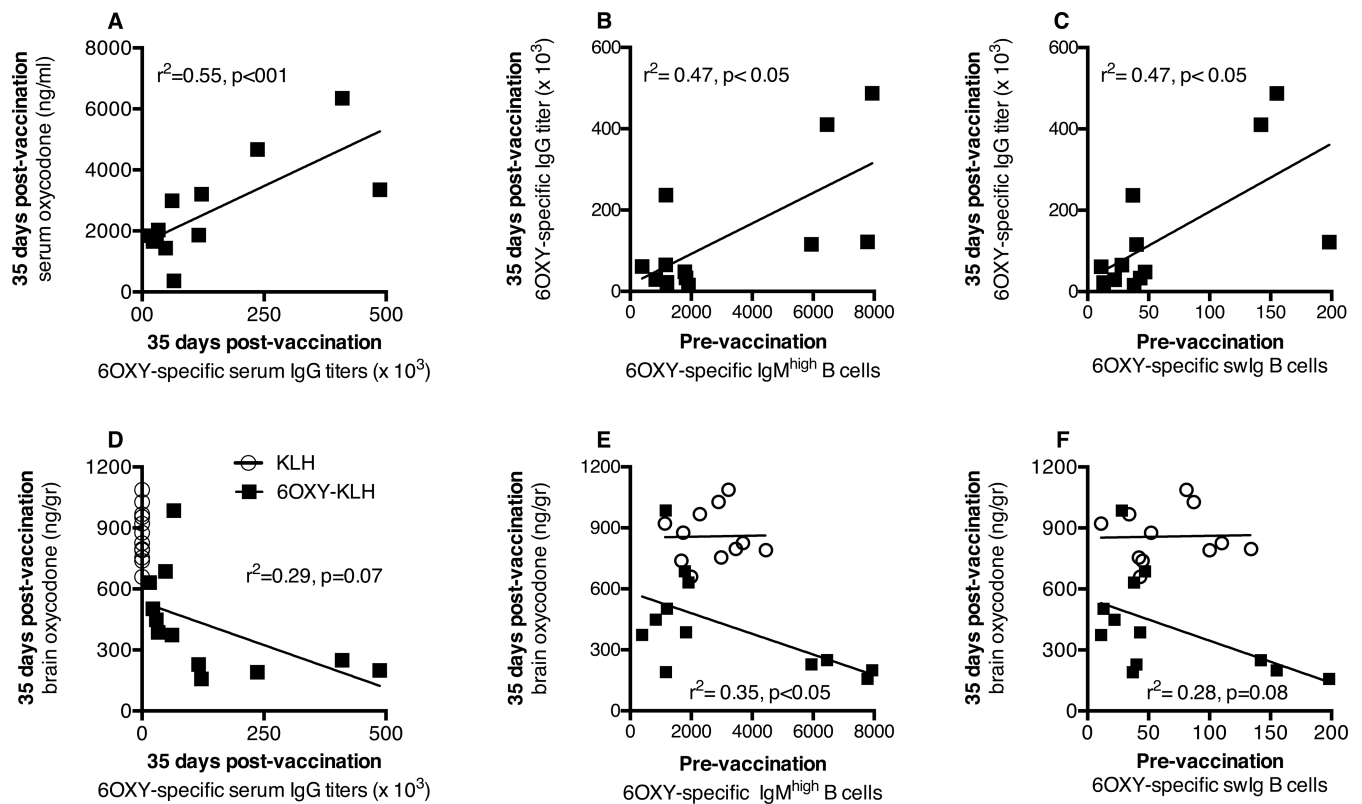 A
35 days post-vaccination
serum oxycodone (ng/ml)
8000
6000
4000
2000
0
r²=0.55, p<001
00
250
500
35 days post-vaccination
6OXY-specific serum IgG titers (x 10³)
B
35 days post-vaccination
6OXY-specific IgG titer (x 10³)
600
400
200
0
r²= 0.47, p< 0.05
0
2000
4000
6000
8000
Pre-vaccination
6OXY-specific IgMhigh B cells
C
35 days post-vaccination
6OXY-specific IgG titer (x 10³)
600
400
200
0
r²= 0.47, p< 0.05
0
50
100
150
200
Pre-vaccination
6OXY-specific swIg B cells
D
35 days post-vaccination
brain oxycodone (ng/gr)
1200
900
600
300
0
KLH
6OXY-KLH
r²=0.29, p=0.07
0
250
500
35 days post-vaccination
6OXY-specific serum IgG titers (x 10³)
E
35 days post-vaccination
brain oxycodone (ng/gr)
1200
900
600
300
0
r²= 0.35, p<0.05
0
2000
4000
6000
8000
Pre-vaccination
6OXY-specific IgMhigh B cells
F
35 days post-vaccination
brain oxycodone (ng/gr)
1200
900
600
300
0
r²= 0.28, p=0.08
0
50
100
150
200
Pre-vaccination
6OXY-specific swIg B cells